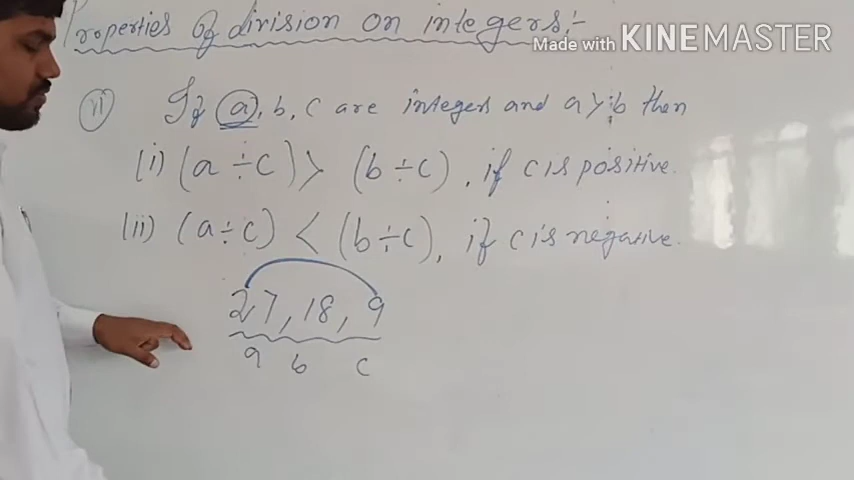 Properties Of division on integers:-
Made with KINEMASTER
vi If a, b, c are integers and a > b then
(i) (a ÷ c) > (b ÷ c), if c is positive.
(ii) (a ÷ c) < (b ÷ c), if c is negative.
27, 18, 9
a b c